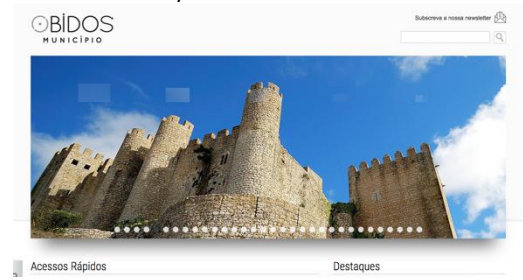 ÓBIDOS
MUNICÍPIO
Subscreva a nossa newsletter
Acessos Rápidos
Destaques